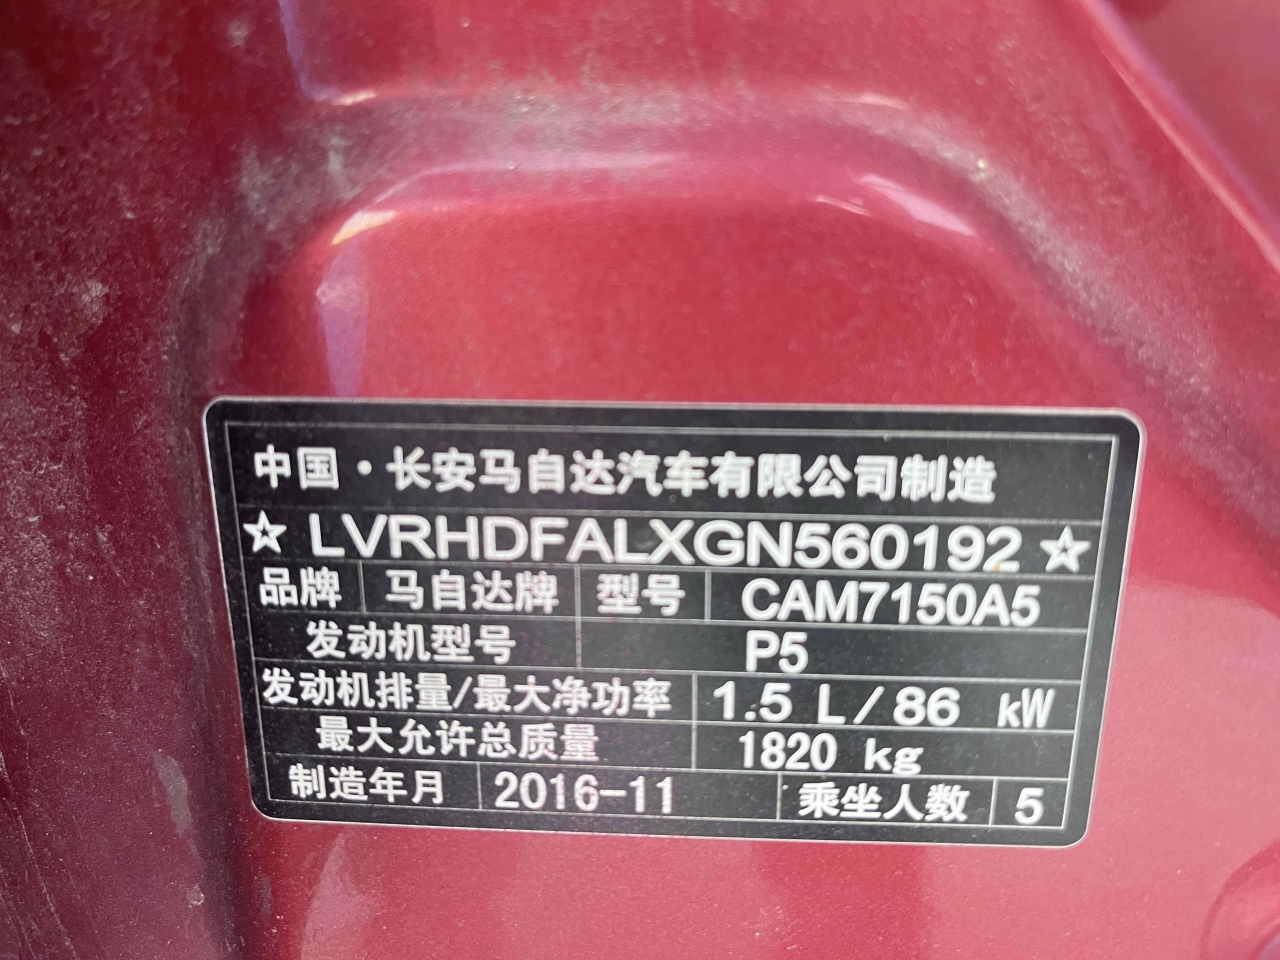 中国·长安马自达汽车有限公司制造
☆LVRHDFALXGN560192☆
品牌 马自达牌 型号 CAM7150A5
发动机型号 P5
发动机排量/最大净功率 1.5 L/86 kW
最大允许总质量 1820 kg
制造年月 2016-11 乘坐人数 5